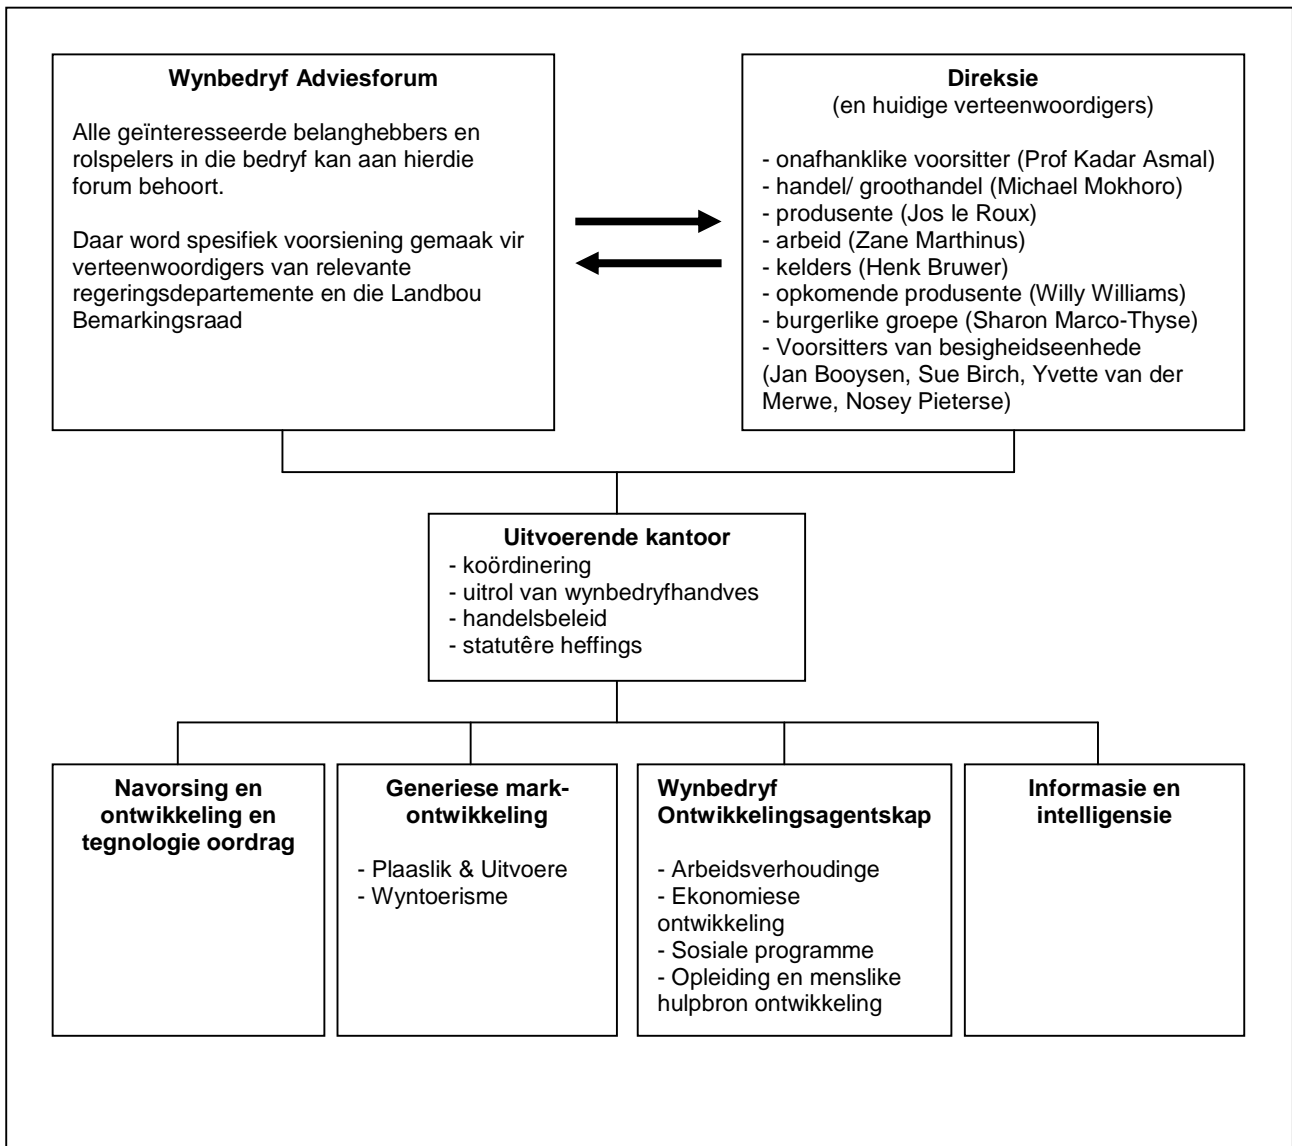 Wynbedryf Adviesforum
Alle geïnteresseerde belanghebbers en
rolspelers in die bedryf kan aan hierdie
forum behoort.
Daar word spesifiek voorsiening gemaak vir
verteenwoordigers van relevante
regeringsdepartemente en die Landbou
Bemarkingsraad
Direksie
(en huidige verteenwoordigers)
- onafhanklike voorsitter (Prof Kadar Asmal)
- handel/ groothandel (Michael Mokhoro)
- produsente (Jos le Roux)
- arbeid (Zane Marthinus)
- kelders (Henk Bruwer)
- opkomende produsente (Willy Williams)
- burgerlike groepe (Sharon Marco-Thyse)
- Voorsitters van besigheidseenhede
(Jan Booysen, Sue Birch, Yvette van der
Merwe, Nosey Pieterse)
Uitvoerende kantoor
- koördinering
- uitrol van wynbedryfhandves
- handelsbeleid
- statutêre heffings
Navorsing en
ontwikkeling en
tegnologie oordrag
Generiese mark-
ontwikkeling
- Plaaslik & Uitvoere
- Wyntoerisme
Wynbedryf
Ontwikkelingsagentskap
- Arbeidsverhoudinge
- Ekonomiese
ontwikkeling
- Sosiale programme
- Opleiding en menslike
hulpbron ontwikkeling
Informasie en
intelligensie